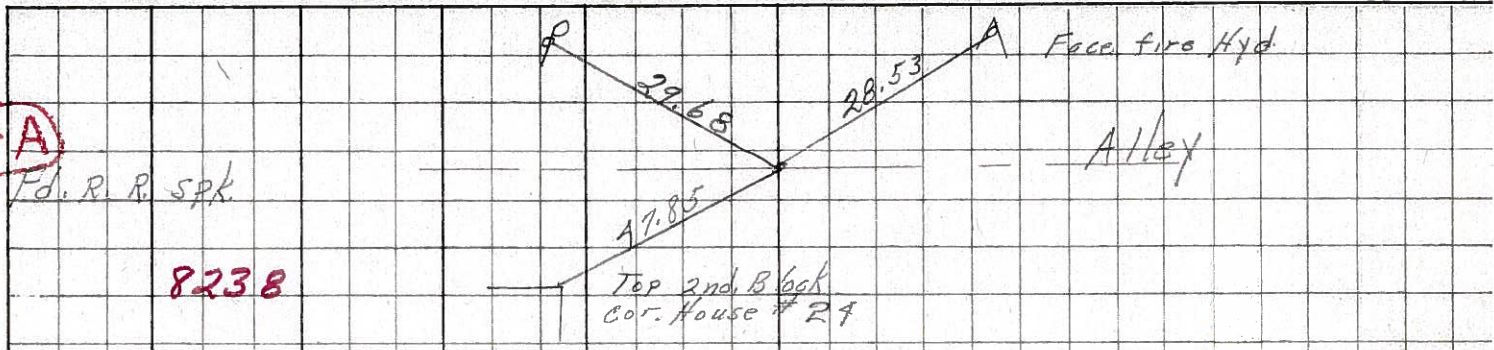 P
Face fire Hyd.
29.68
28.53
A
Alley
Fd. R. R. spk.
47.85
8238
Top 2nd. Block
cor. House # 24